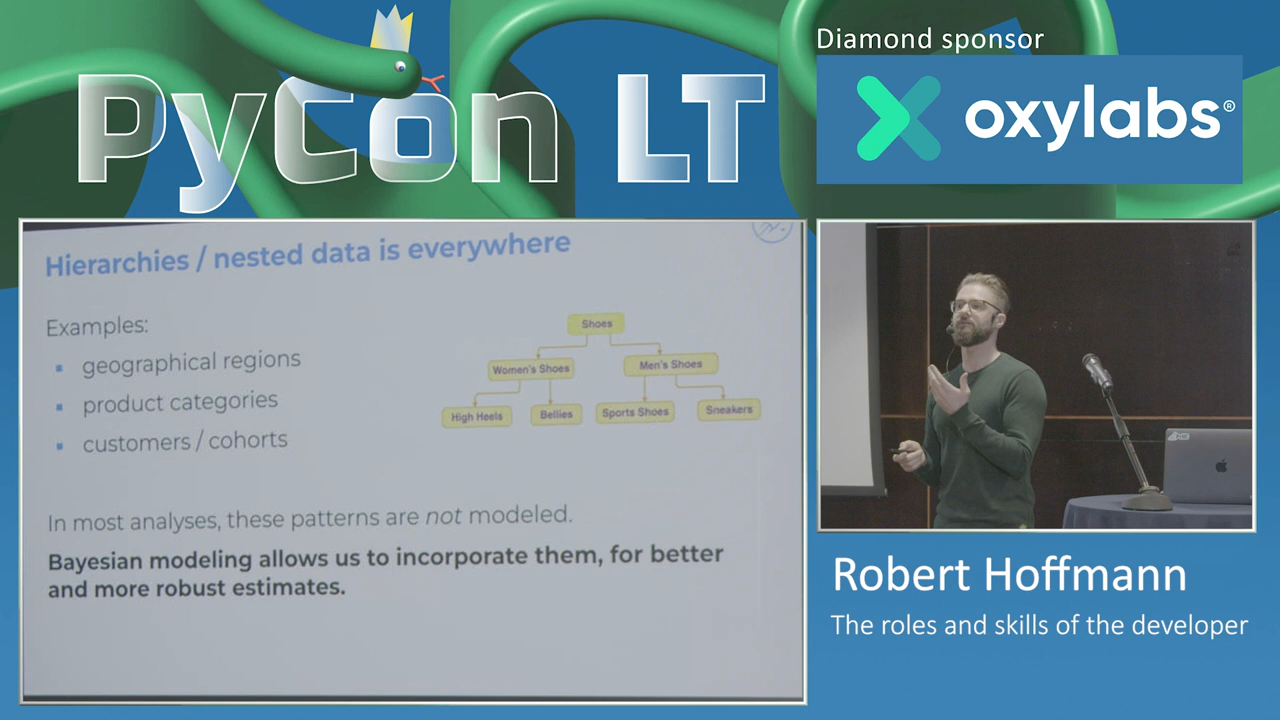 PyCon LT
Diamond sponsor
oxylabs®
Hierarchies / nested data is everywhere
Examples:
▪ geographical regions
▪ product categories
▪ customers / cohorts
Shoes
Women's Shoes
Men's Shoes
High Heels
Bellies
Sports Shoes
Sneakers
In most analyses, these patterns are not modeled.
Bayesian modeling allows us to incorporate them, for better
and more robust estimates.
Robert Hoffmann
The roles and skills of the developer